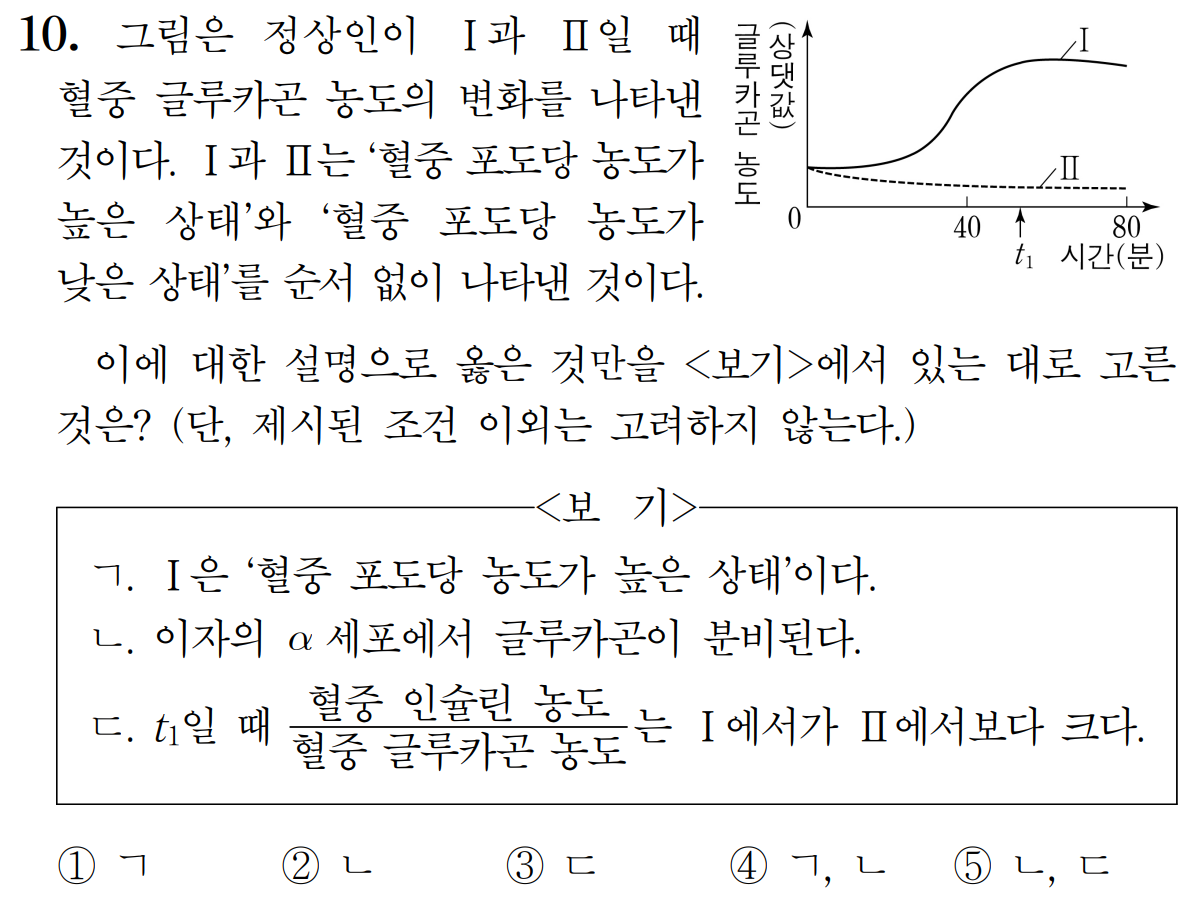 10. 그림은 정상인이 Ⅰ과 Ⅱ일 때
혈중 글루카곤 농도의 변화를 나타낸
것이다. Ⅰ과 Ⅱ는 ‘혈중 포도당 농도가
높은 상태’와 ‘혈중 포도당 농도가
낮은 상태’를 순서 없이 나타낸 것이다.
글루카곤 농도
(상댓값)
Ⅰ
Ⅱ
0
40
80
t₁
시간(분)
이에 대한 설명으로 옳은 것만을 <보기>에서 있는 대로 고른
것은? (단, 제시된 조건 이외는 고려하지 않는다.)
<보 기>
ㄱ. Ⅰ은 ‘혈중 포도당 농도가 높은 상태’이다.
ㄴ. 이자의 α 세포에서 글루카곤이 분비된다.
ㄷ. t₁일 때 혈중 인슐린 농도/혈중 글루카곤 농도 는 Ⅰ에서가 Ⅱ에서보다 크다.
① ㄱ ② ㄴ ③ ㄷ ④ ㄱ, ㄴ ⑤ ㄴ, ㄷ